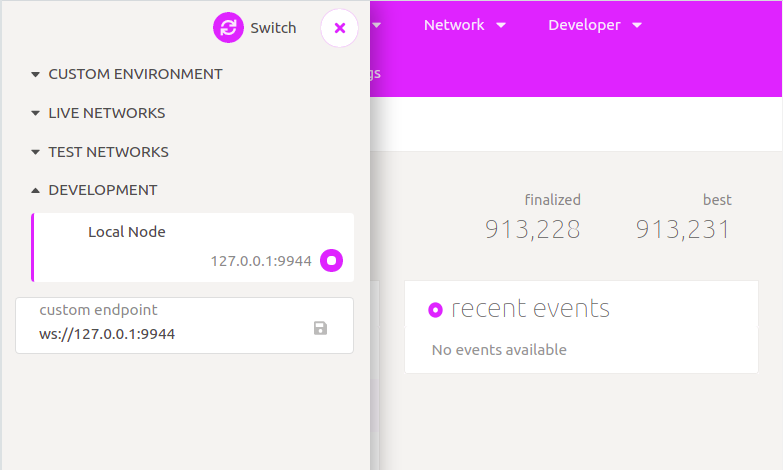 Switch
Network
Developer
gs
CUSTOM ENVIRONMENT
LIVE NETWORKS
TEST NETWORKS
DEVELOPMENT
Local Node
127.0.0.1:9944
custom endpoint
ws://127.0.0.1:9944
finalized
913,228
best
913,231
recent events
No events available